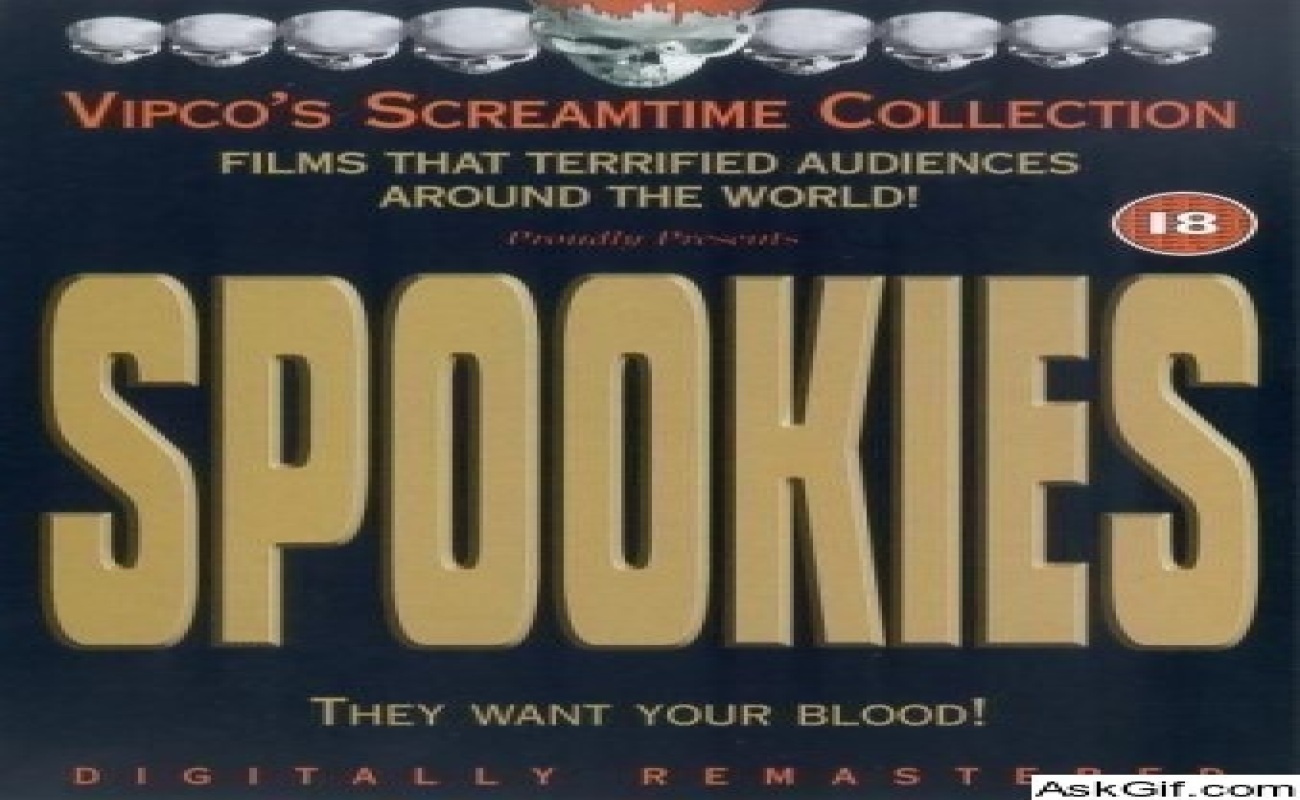 VIPCO'S SCREAMTIME COLLECTION
FILMS THAT TERRIFIED AUDIENCES
AROUND THE WORLD!
Proudly Presents
18
SPOOKIES
THEY WANT YOUR BLOOD!
DIGITALLY REMASTERED
AskGif.com